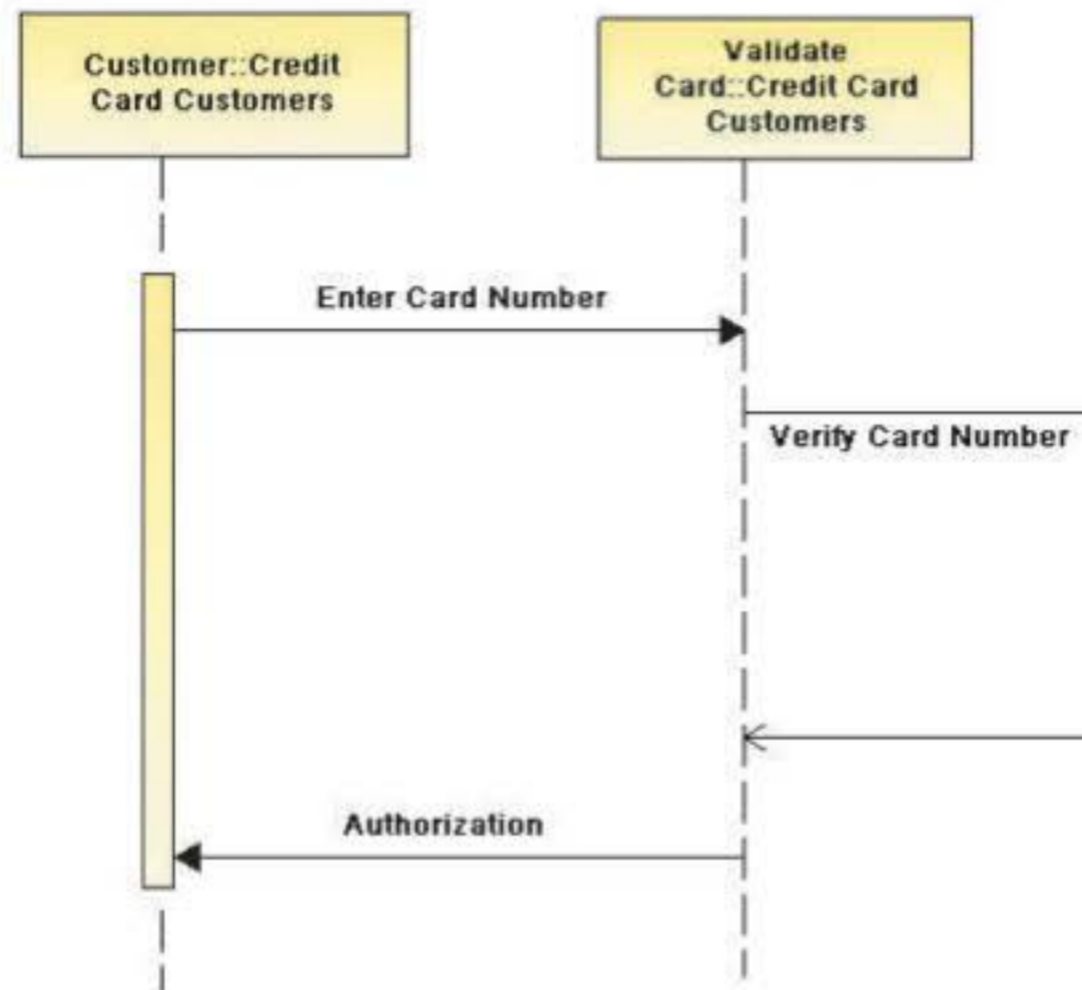 Customer::Credit
Card Customers
Validate
Card::Credit Card
Customers
Enter Card Number
Verify Card Number
Authorization